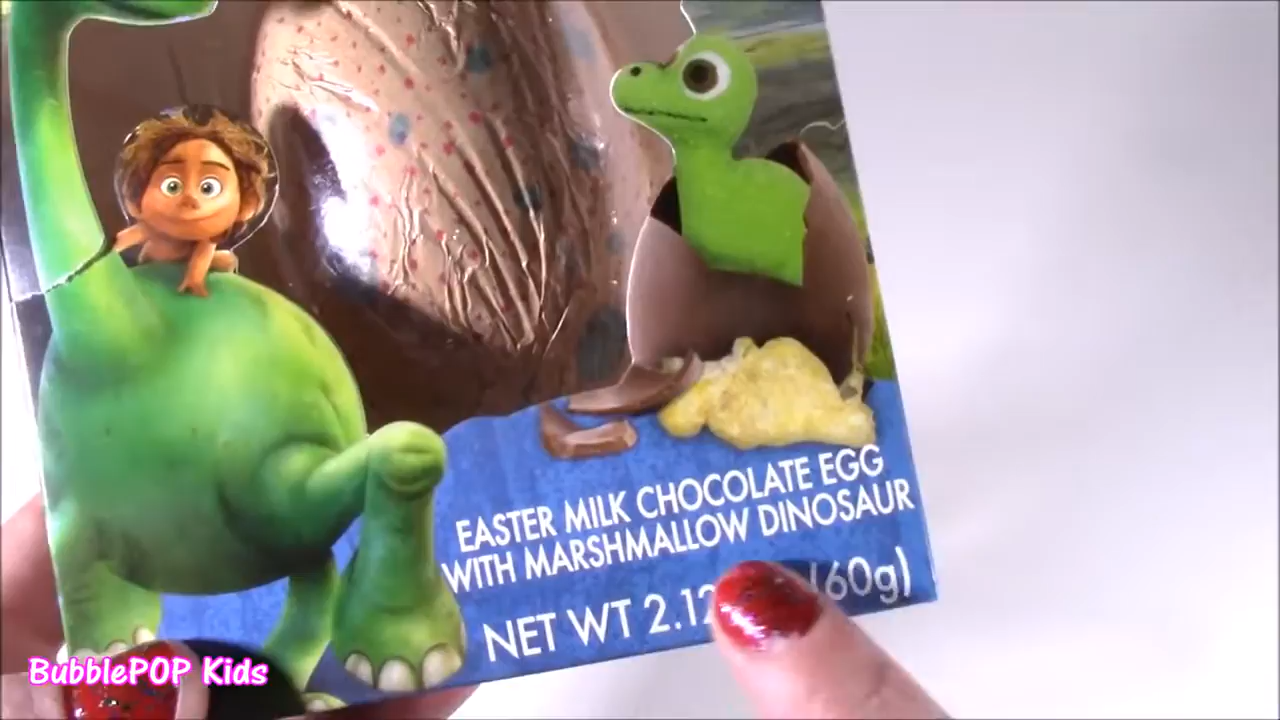 EASTER MILK CHOCOLATE EGG
WITH MARSHMALLOW DINOSAUR
NET WT 2.12 (60g)
BubblePOP Kids